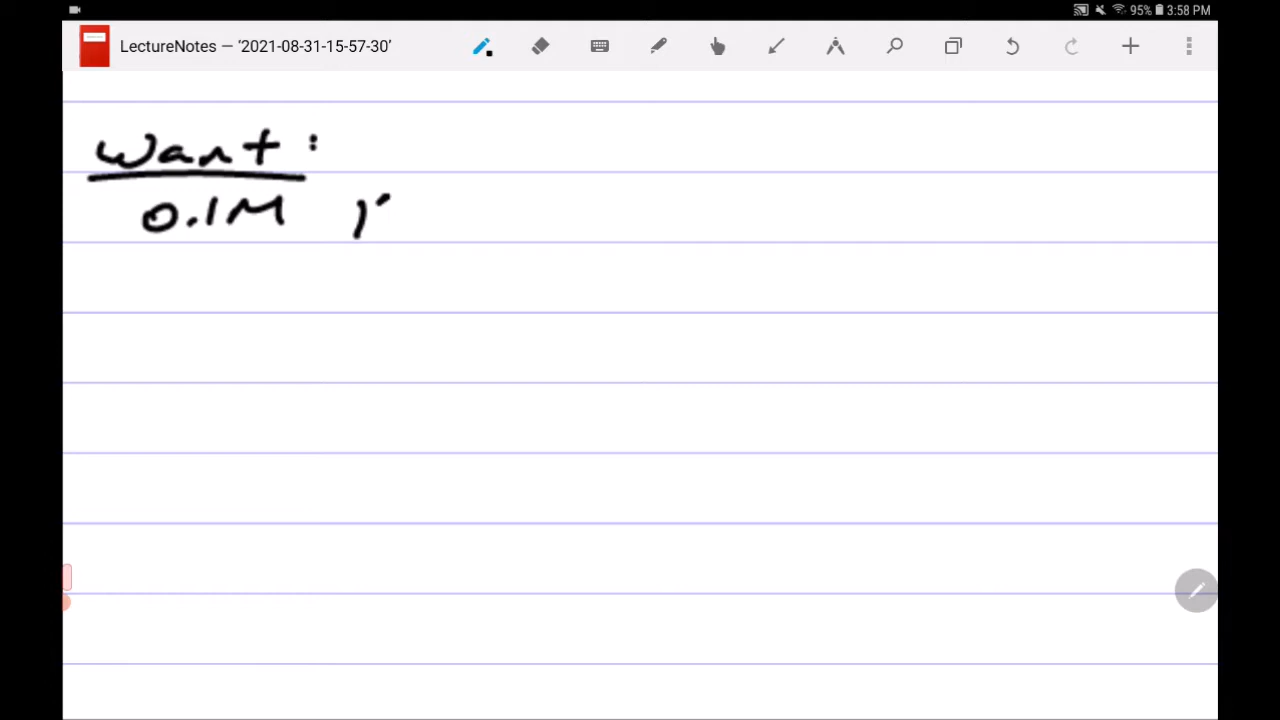 95% 3:58 PM
LectureNotes — ‘2021-08-31-15-57-30’
Want:
0.1M